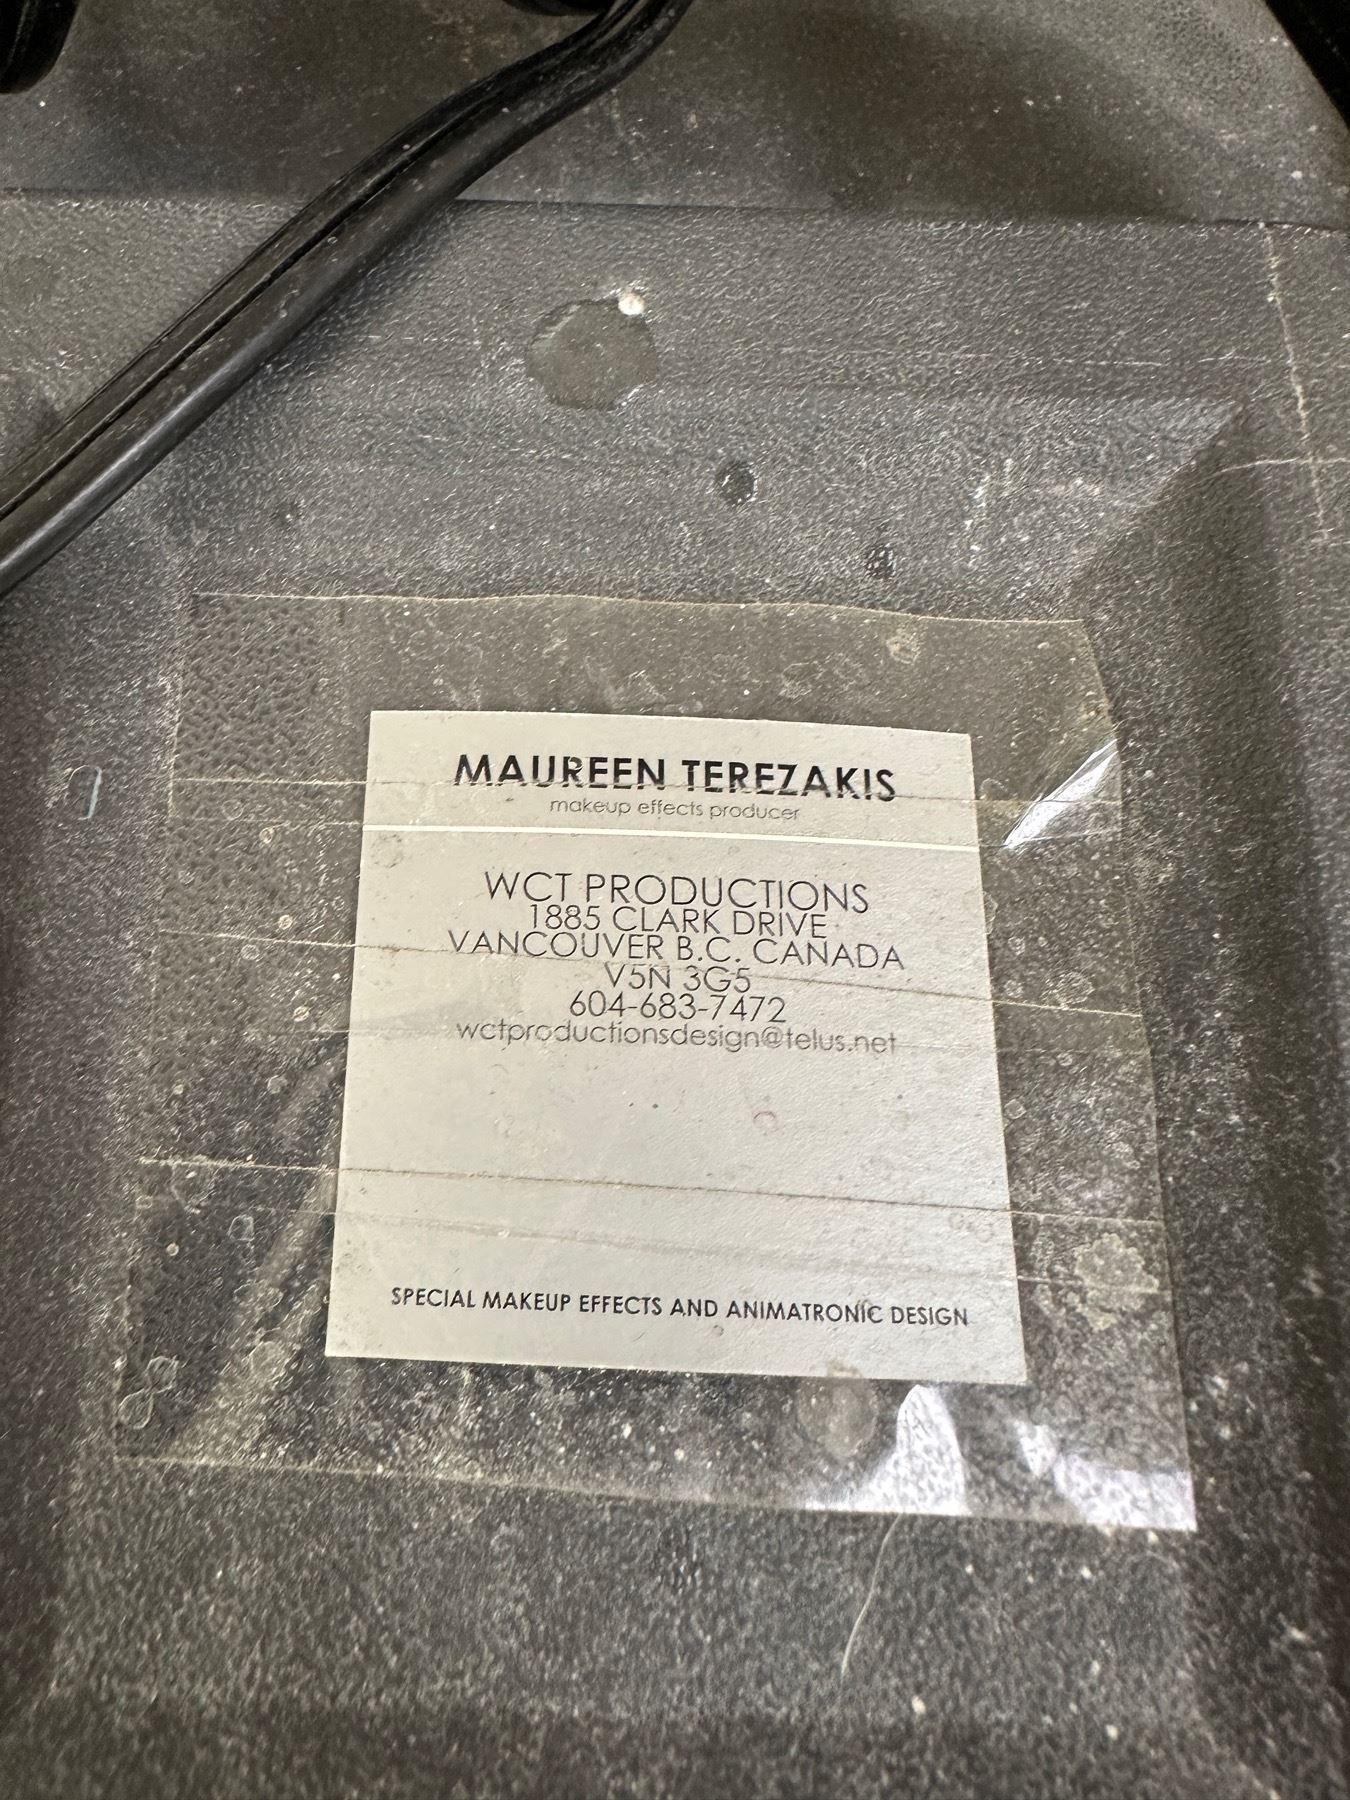 MAUREEN TEREZAKIS
makeup effects producer
WCT PRODUCTIONS
1885 CLARK DRIVE
VANCOUVER B.C. CANADA
V5N 3G5
604-683-7472
wctproductionsdesign@telus.net
SPECIAL MAKEUP EFFECTS AND ANIMATRONIC DESIGN